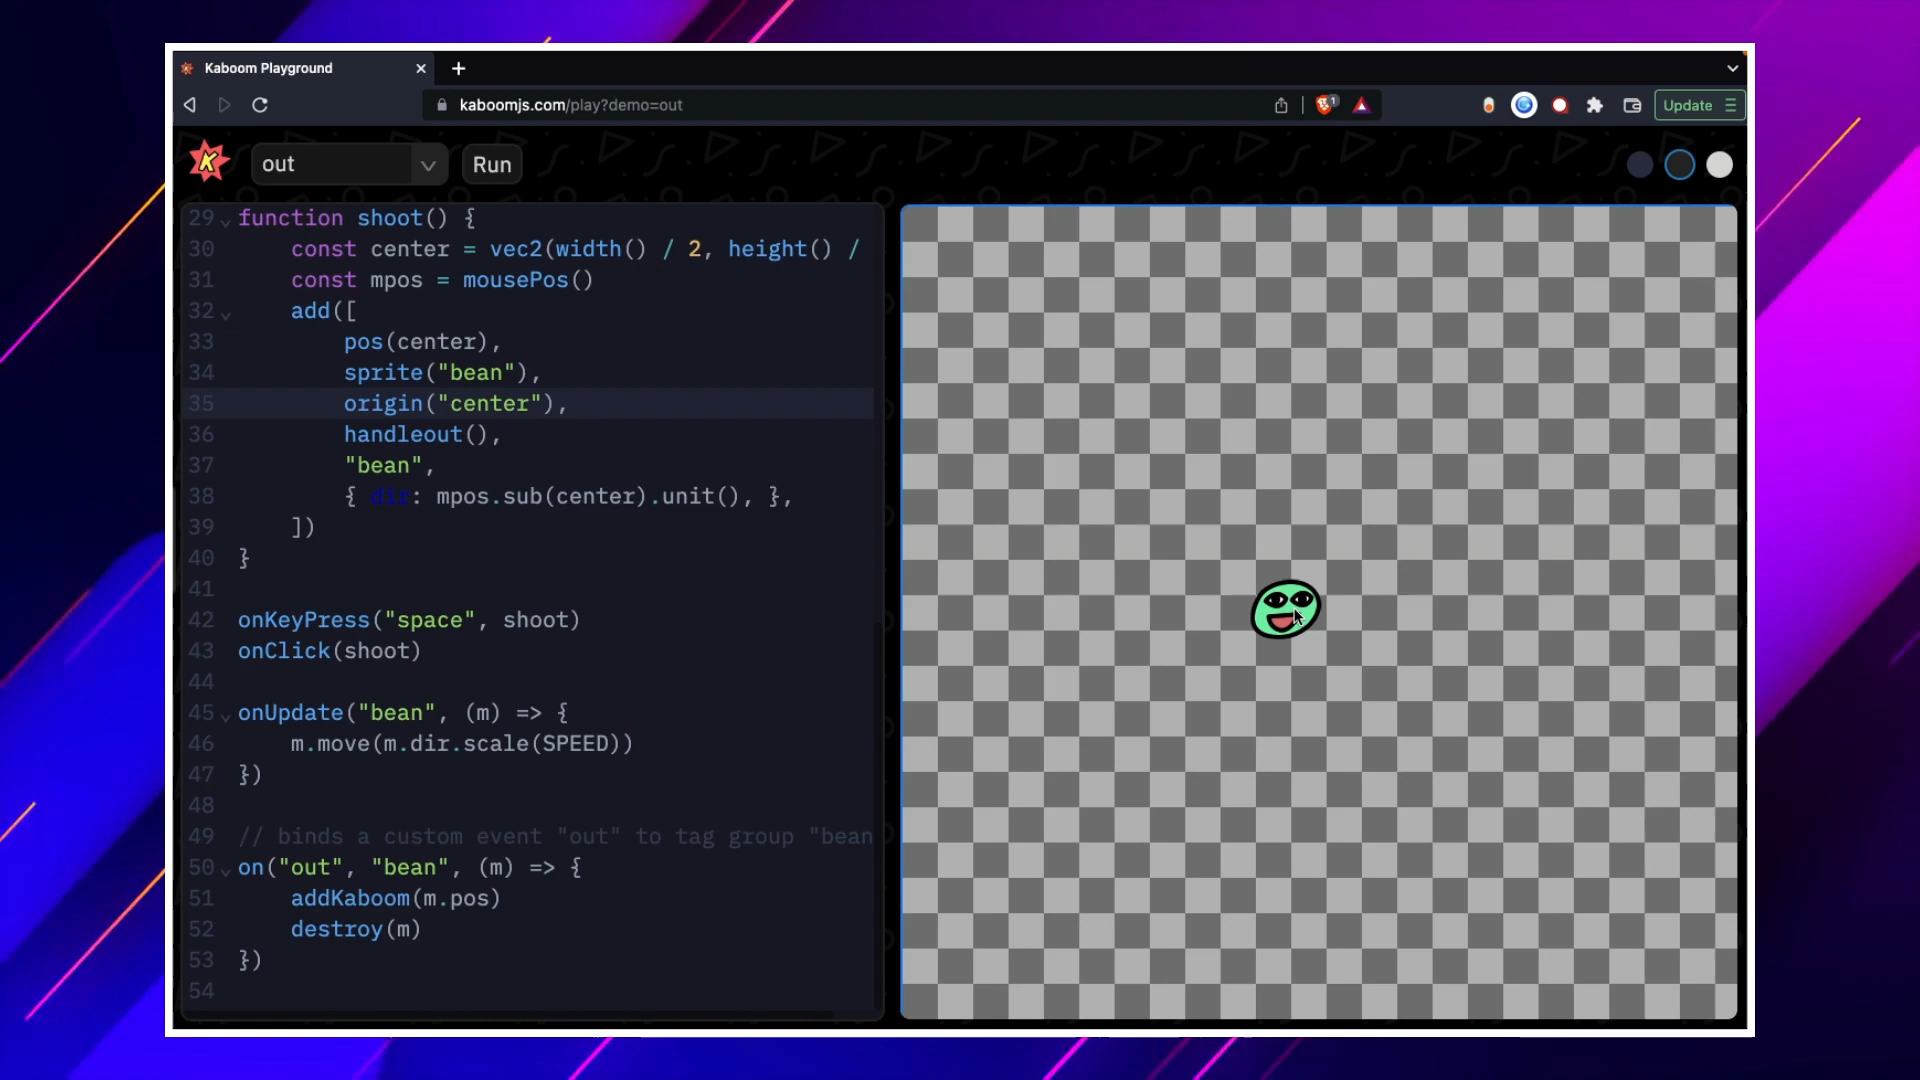 Kaboom Playground
kaboomjs.com/play?demo=out
1
Update
K
out
Run
29 function shoot() {
30 const center = vec2(width() / 2, height() /
31 const mpos = mousePos()
32 add([
33 pos(center),
34 sprite("bean"),
35 origin("center"),
36 handleout(),
37 "bean",
38 { dir: mpos.sub(center).unit(), },
39 ])
40 }
41
42 onKeyPress("space", shoot)
43 onClick(shoot)
44
45 onUpdate("bean", (m) => {
46 m.move(m.dir.scale(SPEED))
47 })
48
49 // binds a custom event "out" to tag group "bean
50 on("out", "bean", (m) => {
51 addKaboom(m.pos)
52 destroy(m)
53 })
54